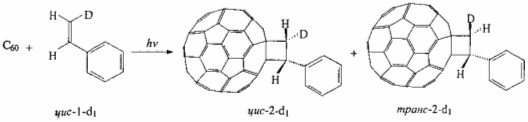 H D
C60 + hν +
H
H D H
D H H
цис-1-d1 цис-2-d1 транс-2-d1